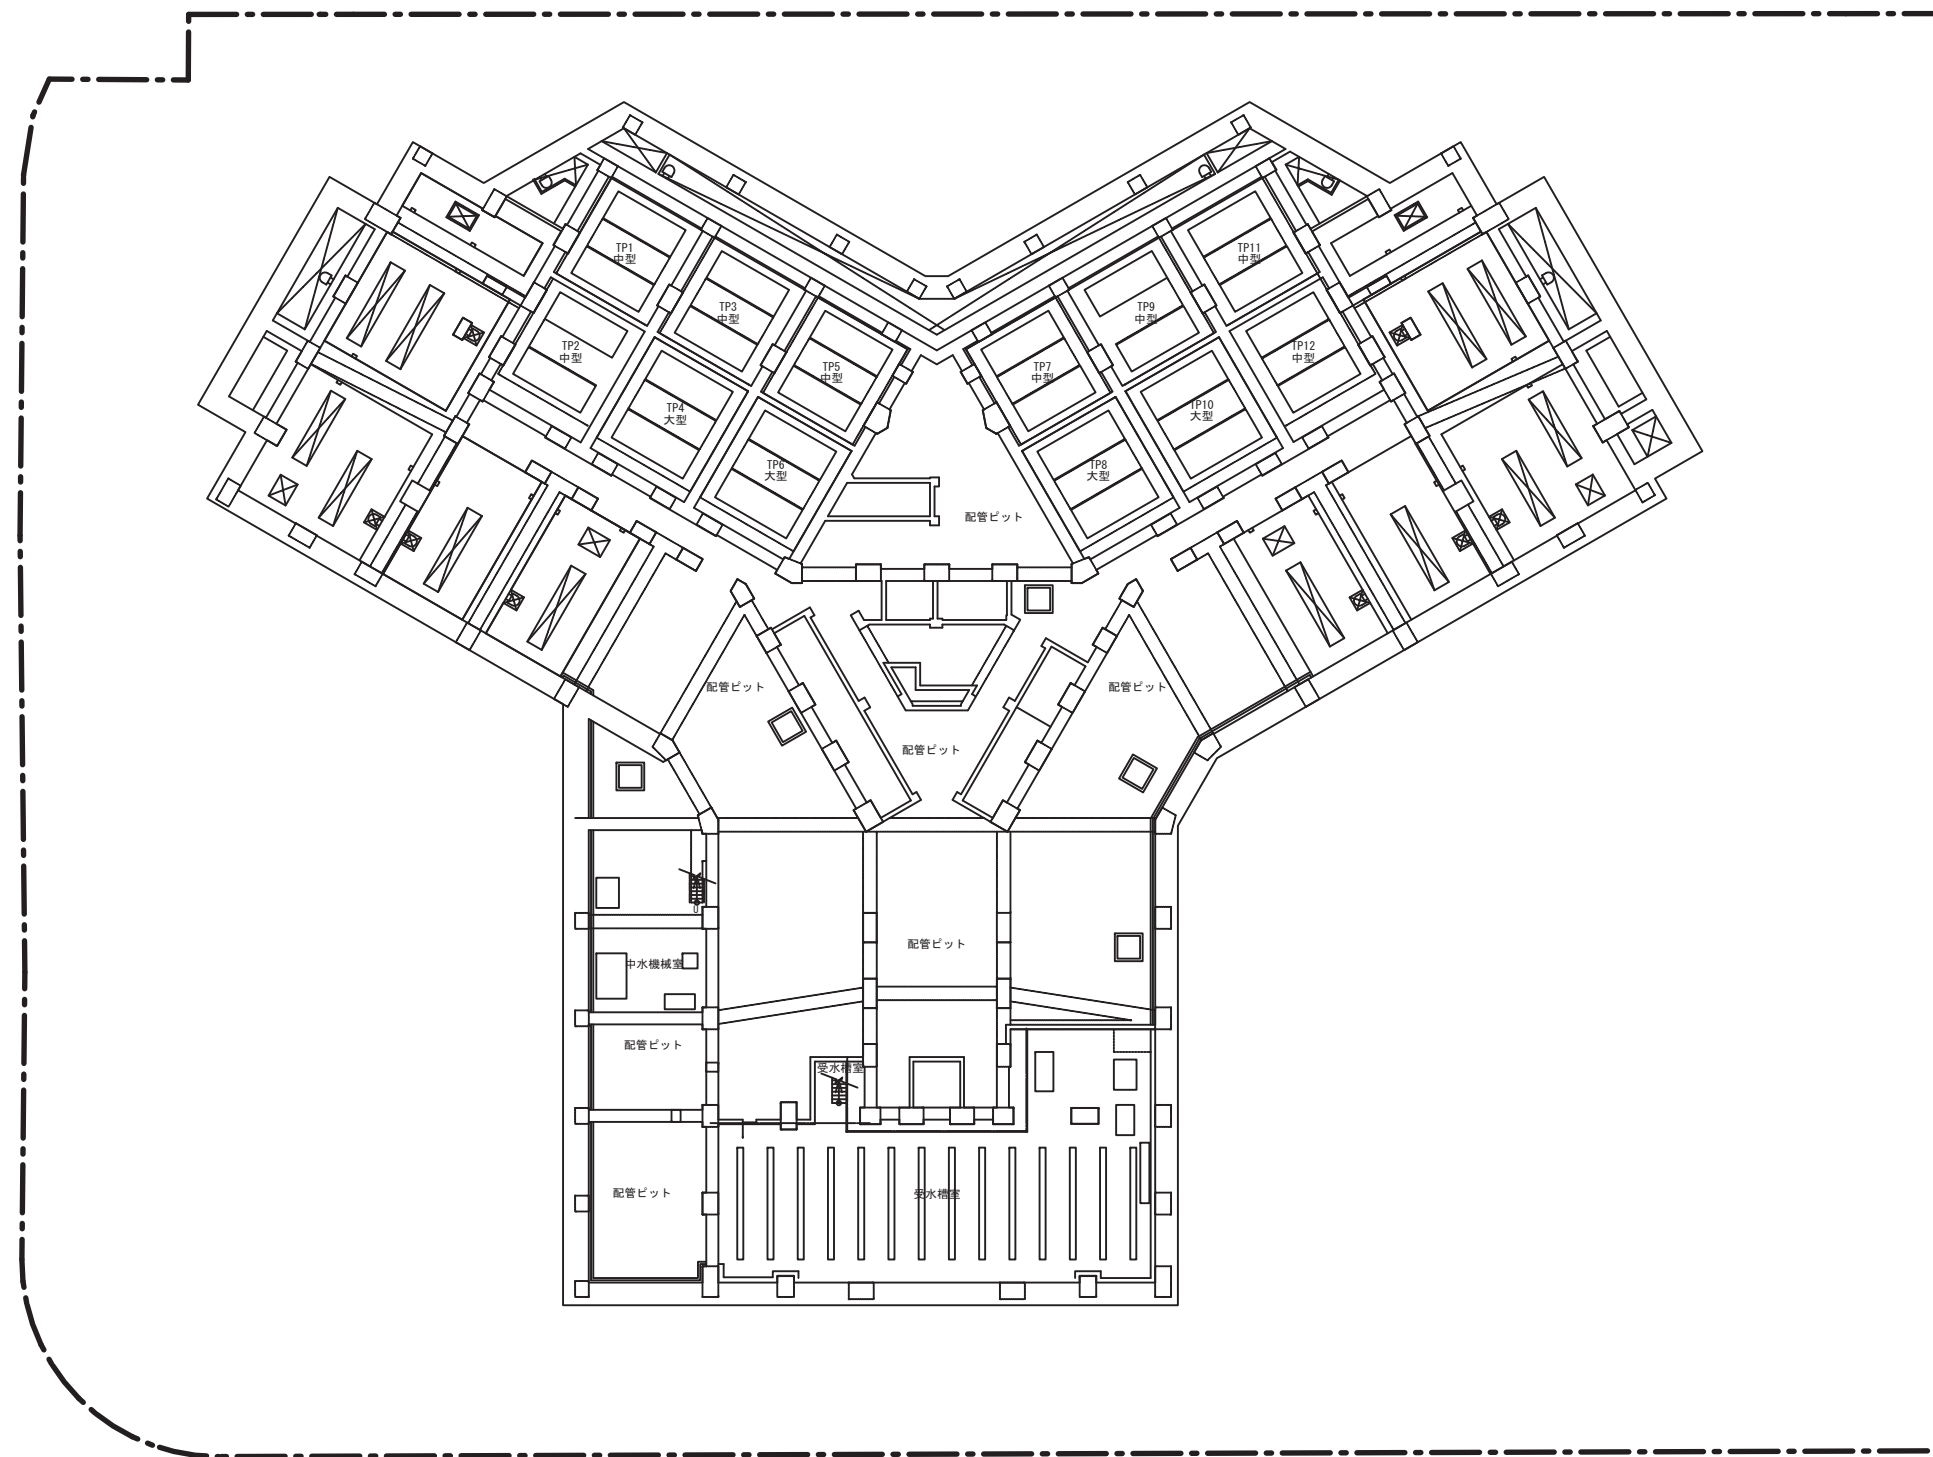 TP1
中型
TP11
中型
TP3
中型
TP9
中型
TP2
中型
TP12
中型
TP5
中型
TP7
中型
TP4
大型
TP10
大型
TP6
大型
TP8
大型
配管ピット
配管ピット
配管ピット
配管ピット
配管ピット
中水機械室
配管ピット
受水槽室
配管ピット
受水槽室